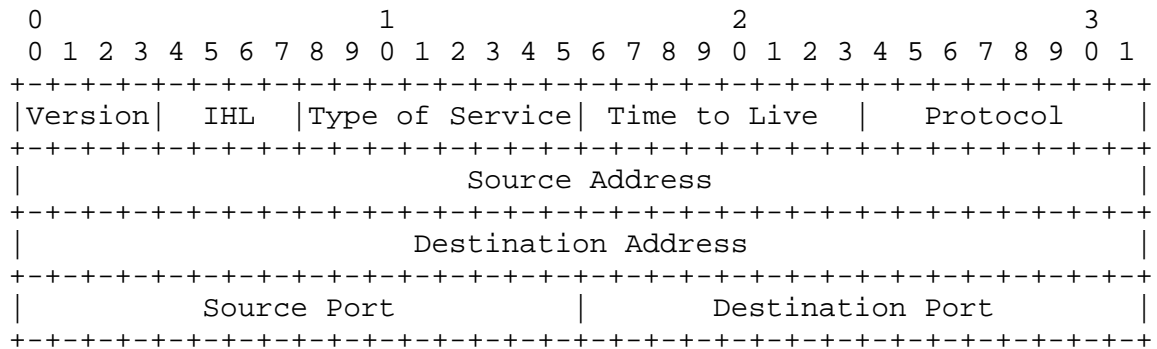 0                   1                   2                   3
 0 1 2 3 4 5 6 7 8 9 0 1 2 3 4 5 6 7 8 9 0 1 2 3 4 5 6 7 8 9 0 1
+-+-+-+-+-+-+-+-+-+-+-+-+-+-+-+-+-+-+-+-+-+-+-+-+-+-+-+-+-+-+-+-+
|Version|  IHL  |Type of Service| Time to Live  |   Protocol    |
+-+-+-+-+-+-+-+-+-+-+-+-+-+-+-+-+-+-+-+-+-+-+-+-+-+-+-+-+-+-+-+-+
|                         Source Address                        |
+-+-+-+-+-+-+-+-+-+-+-+-+-+-+-+-+-+-+-+-+-+-+-+-+-+-+-+-+-+-+-+-+
|                      Destination Address                      |
+-+-+-+-+-+-+-+-+-+-+-+-+-+-+-+-+-+-+-+-+-+-+-+-+-+-+-+-+-+-+-+-+
|          Source Port          |       Destination Port        |
+-+-+-+-+-+-+-+-+-+-+-+-+-+-+-+-+-+-+-+-+-+-+-+-+-+-+-+-+-+-+-+-+